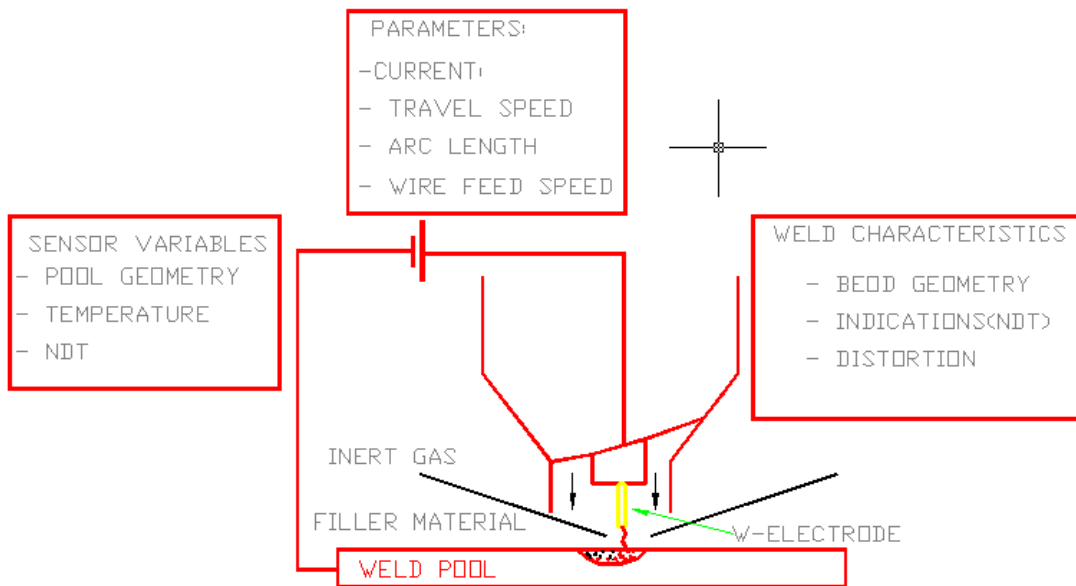 PARAMETERS:
-CURRENT:
- TRAVEL SPEED
- ARC LENGTH
- WIRE FEED SPEED
SENSOR VARIABLES
- POOL GEOMETRY
- TEMPERATURE
- NDT
WELD CHARACTERISTICS
- BEOD GEOMETRY
- INDICATIONS(NDT)
- DISTORTION
INERT GAS
FILLER MATERIAL
W-ELECTRODE
WELD POOL